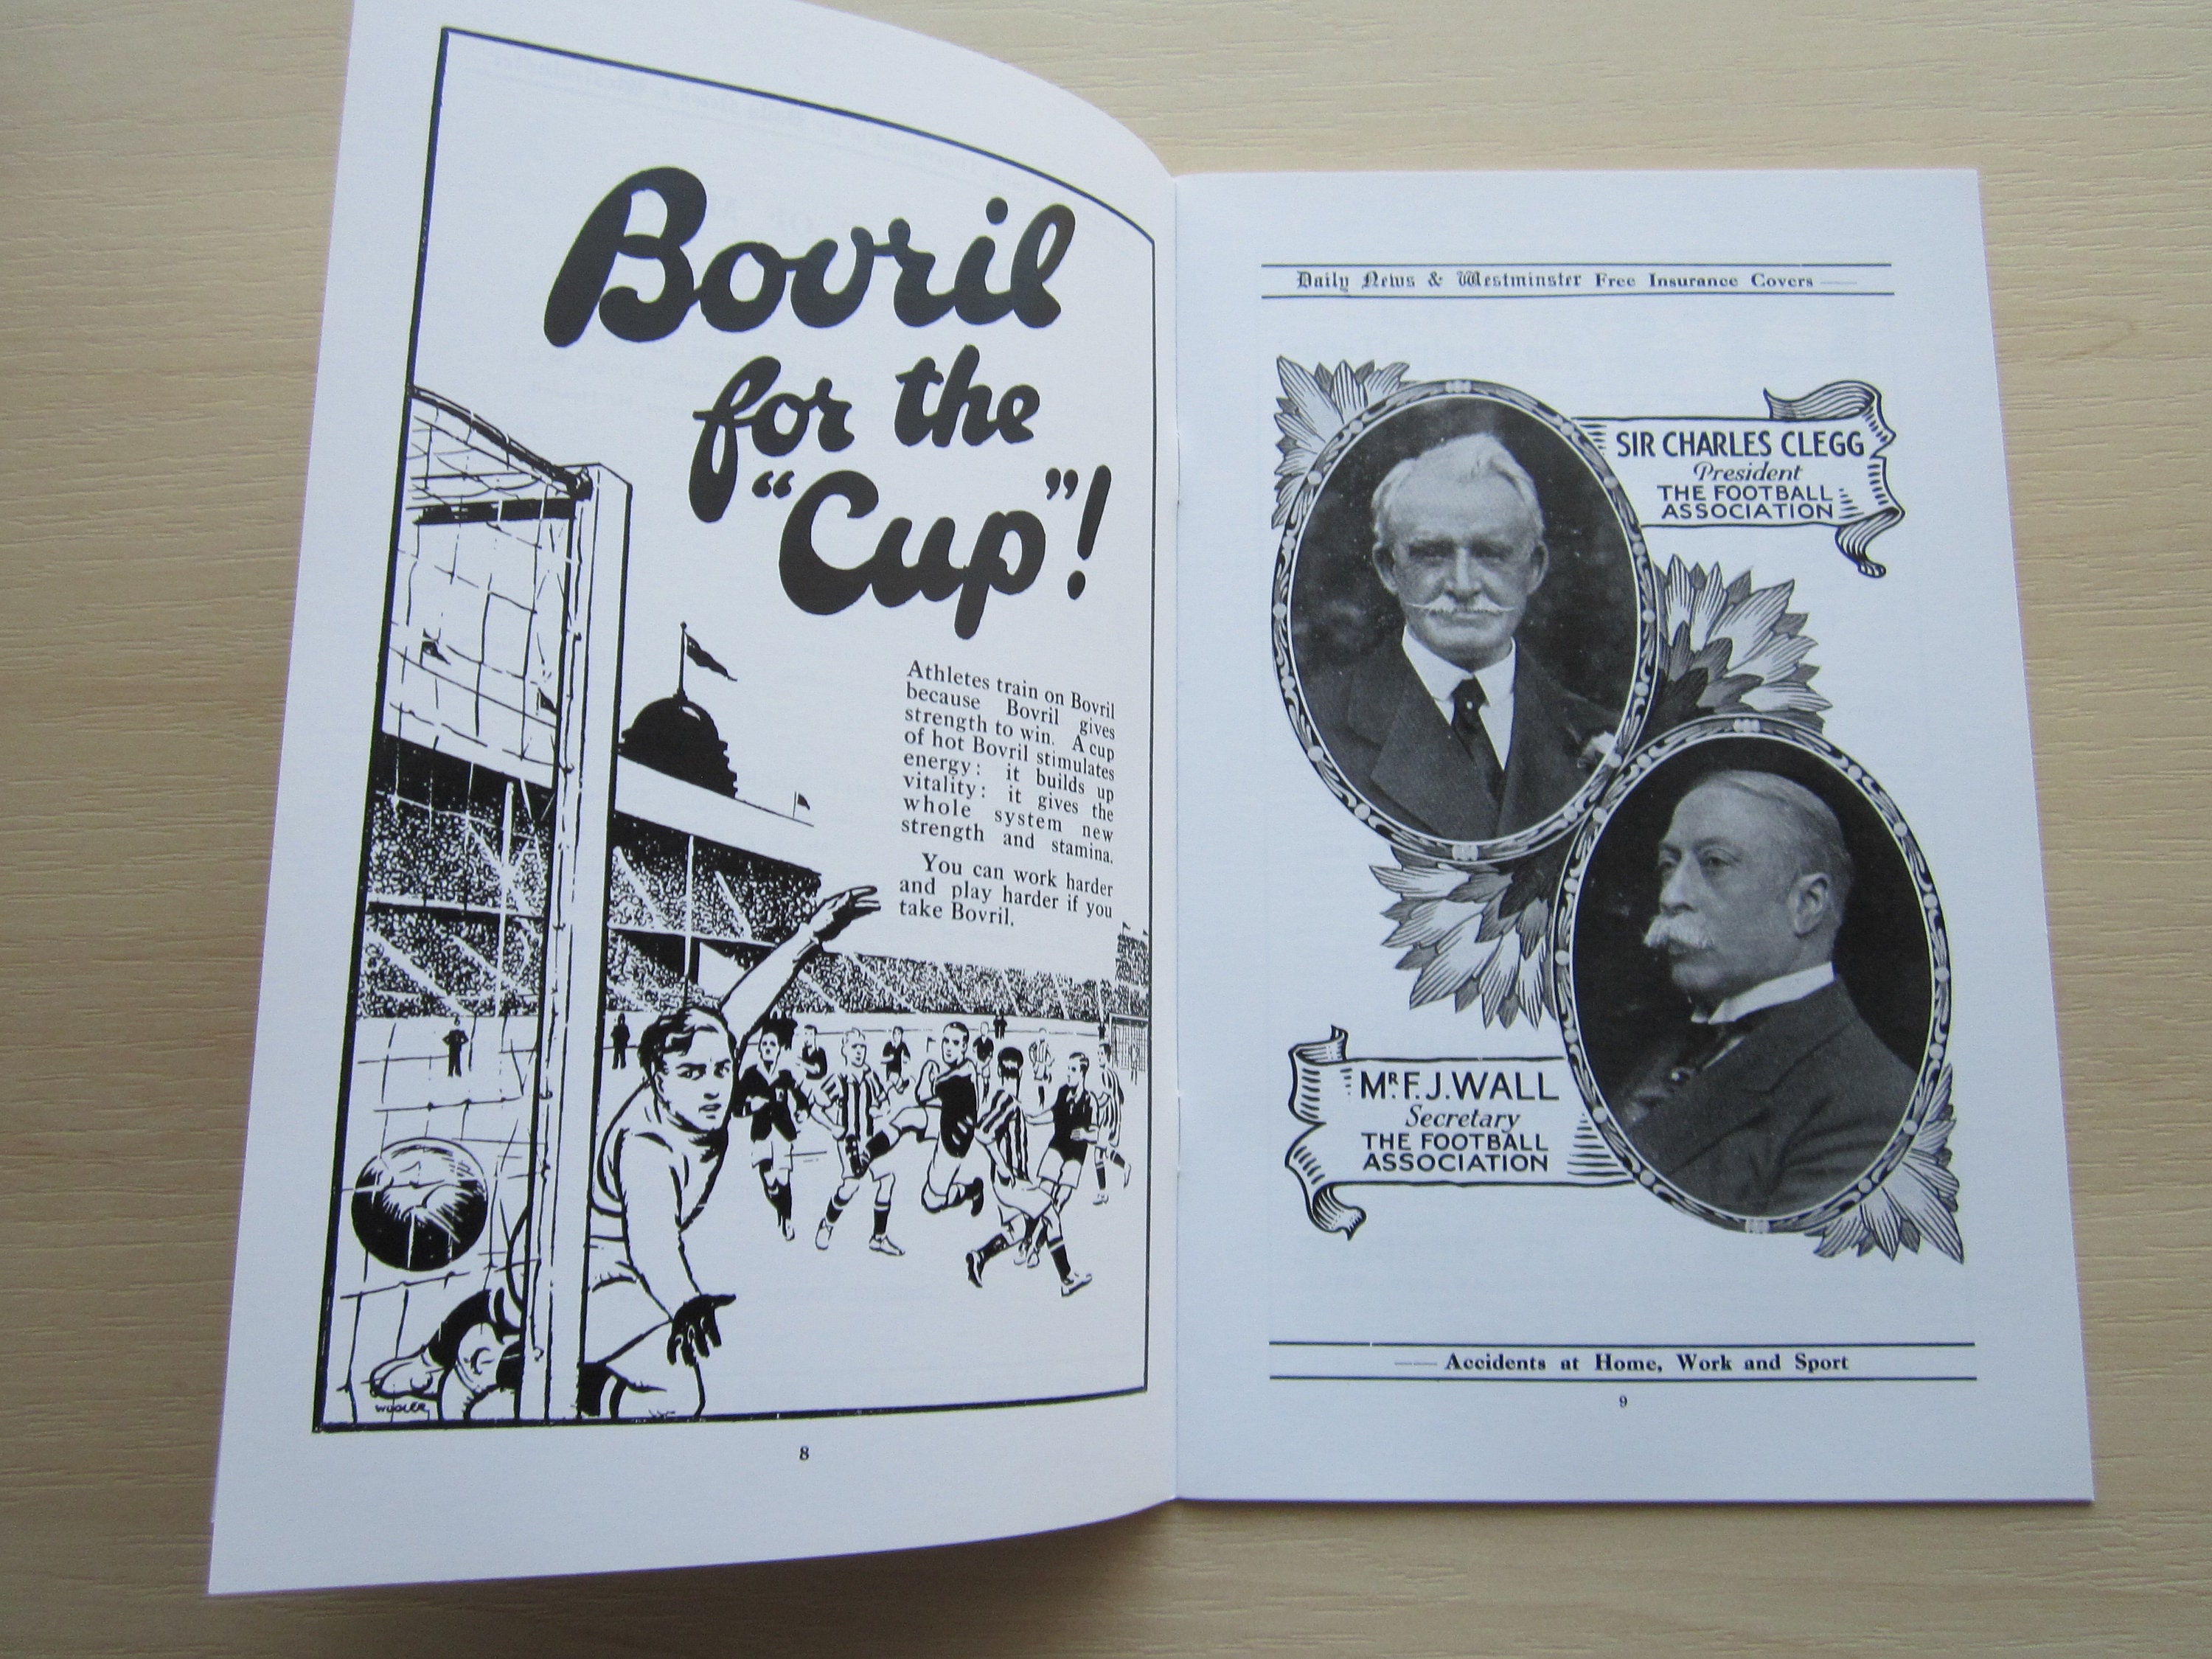 Bovril
for the
“Cup”!
Athletes train on Bovril
because Bovril gives
strength to win. A cup
of hot Bovril stimulates
energy: it builds up
vitality: it gives the
whole system new
strength and stamina.
You can work harder
and play harder if you
take Bovril.
8
Daily News & Westminster Free Insurance Covers —
SIR CHARLES CLEGG
President
THE FOOTBALL
ASSOCIATION
MR. F. J. WALL
Secretary
THE FOOTBALL
ASSOCIATION
— Accidents at Home, Work and Sport
9